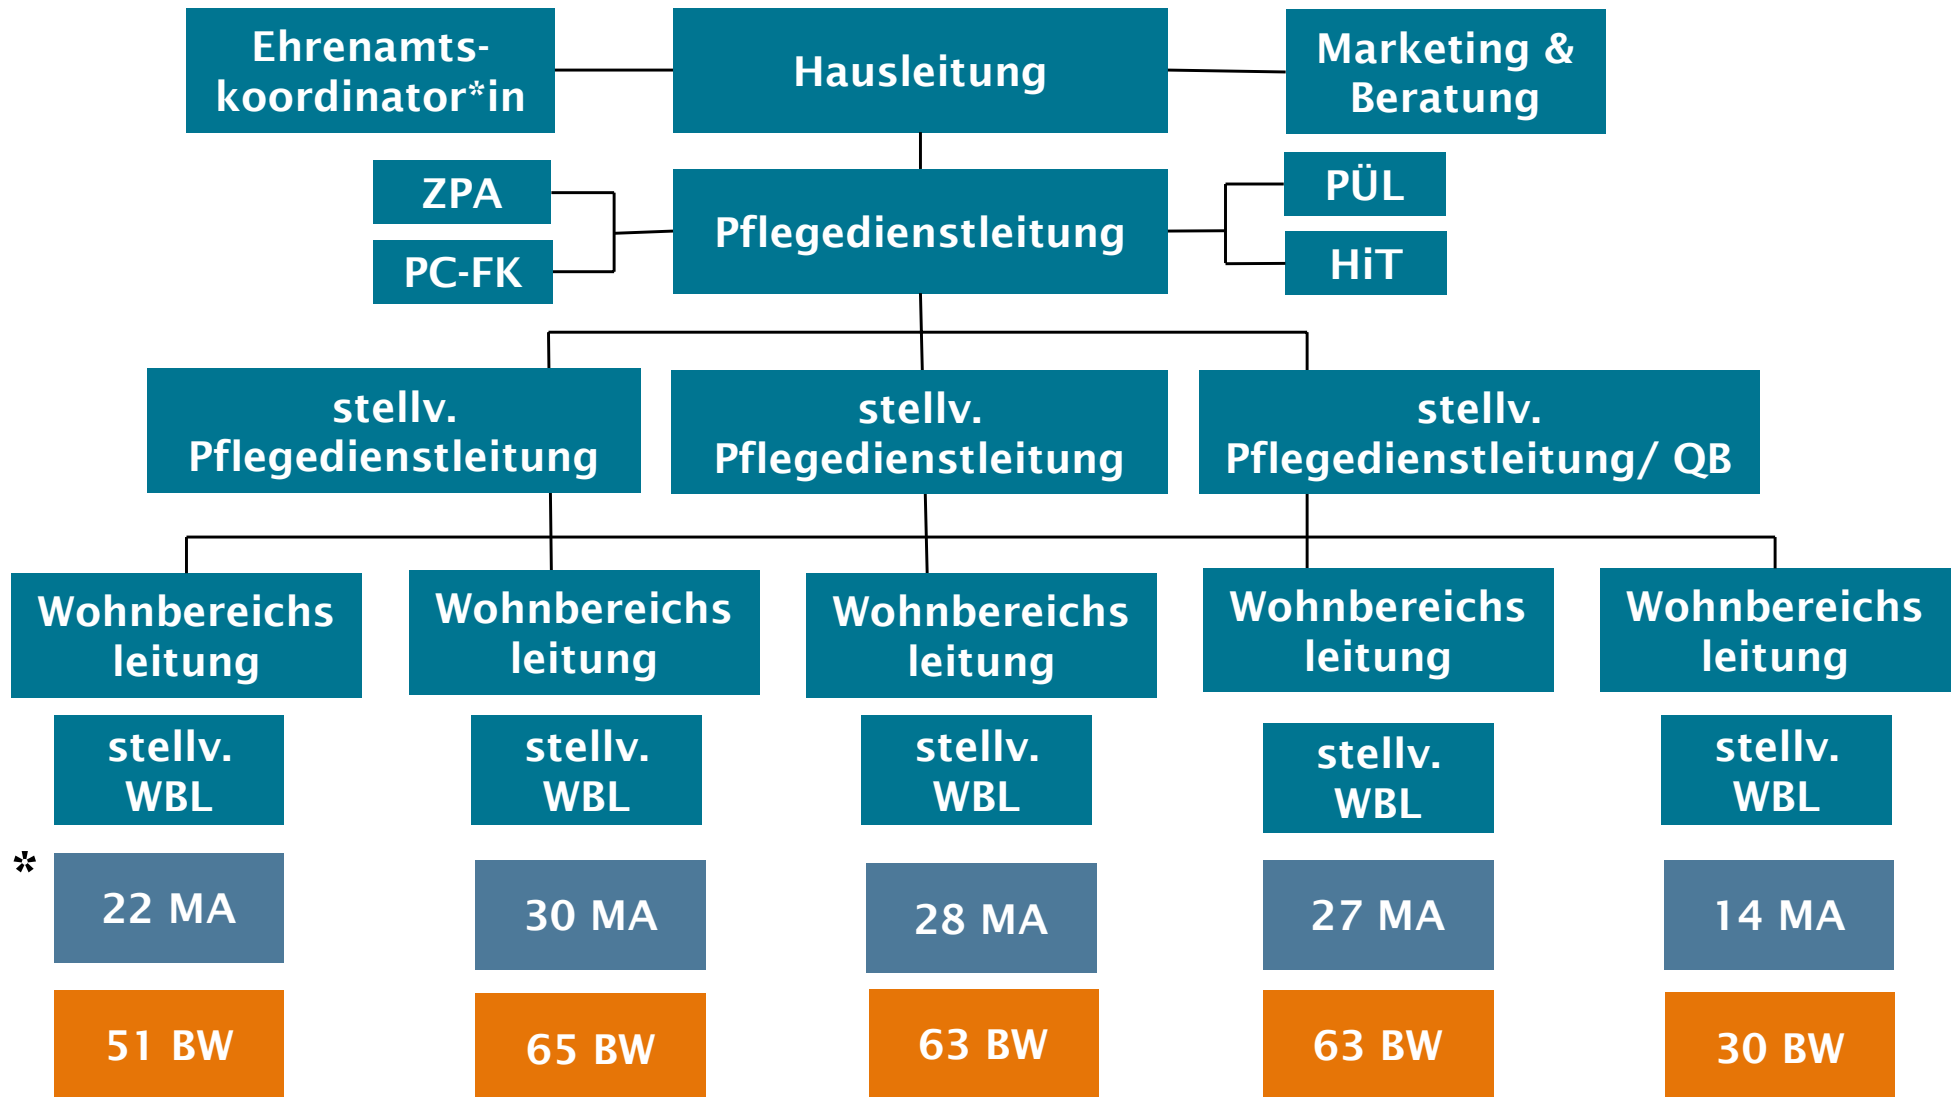 Ehrenamts-
koordinator*in
Hausleitung
Marketing &
Beratung
ZPA
PC-FK
Pflegedienstleitung
PÜL
HiT
stellv.
Pflegedienstleitung
stellv.
Pflegedienstleitung
stellv.
Pflegedienstleitung/ QB
Wohnbereichs
leitung
Wohnbereichs
leitung
Wohnbereichs
leitung
Wohnbereichs
leitung
Wohnbereichs
leitung
stellv.
WBL
stellv.
WBL
stellv.
WBL
stellv.
WBL
stellv.
WBL
*
22 MA
30 MA
28 MA
27 MA
14 MA
51 BW
65 BW
63 BW
63 BW
30 BW